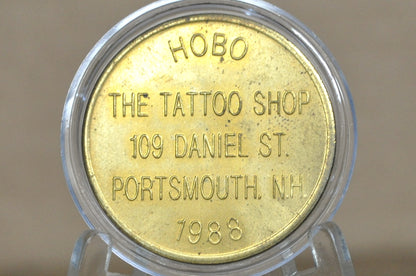 HOBO
THE TATTOO SHOP
109 DANIEL ST.
PORTSMOUTH, N.H.
1988